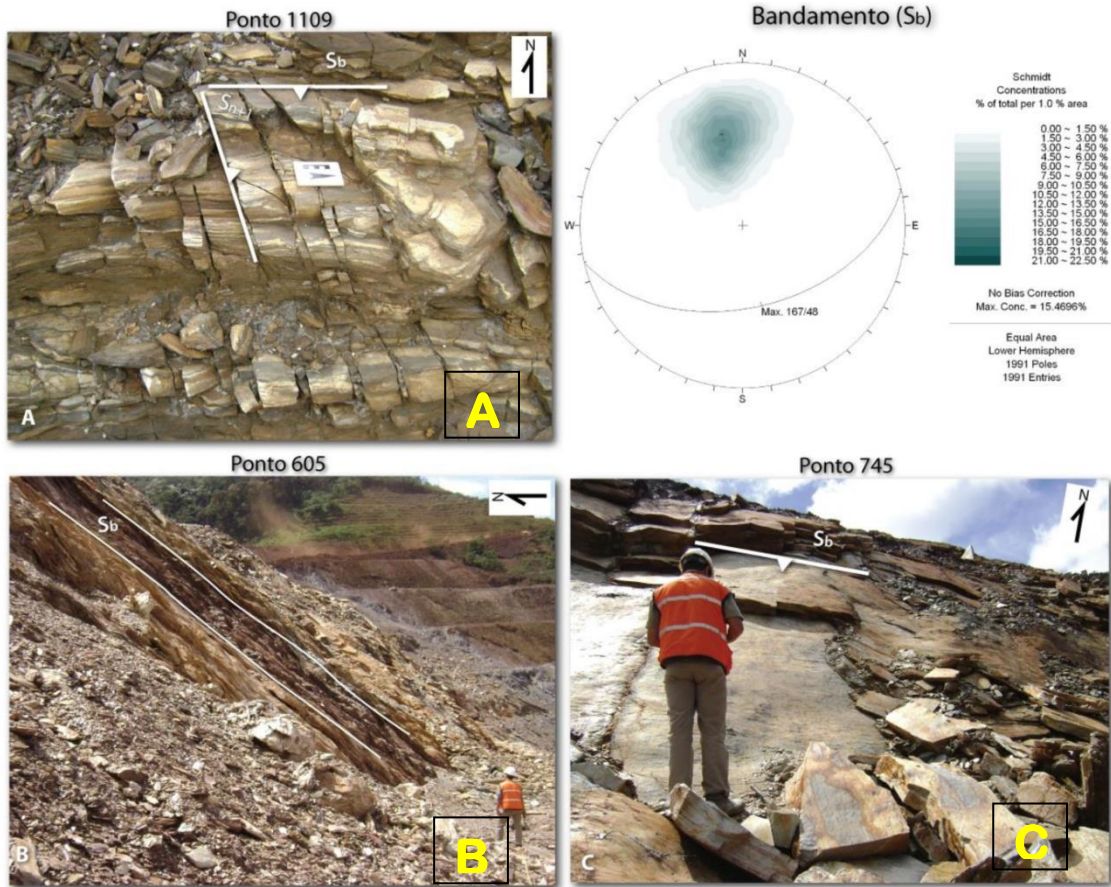 Ponto 1109
N
Sb
Sn+1
A
A
Bandamento (Sb)
N
W
E
S
Max. 167/48
Schmidt
Concentrations
% of total per 1.0 % area
0.00 ~ 1.50 %
1.50 ~ 3.00 %
3.00 ~ 4.50 %
4.50 ~ 6.00 %
6.00 ~ 7.50 %
7.50 ~ 9.00 %
9.00 ~ 10.50 %
10.50 ~ 12.00 %
12.00 ~ 13.50 %
13.50 ~ 15.00 %
15.00 ~ 16.50 %
16.50 ~ 18.00 %
18.00 ~ 19.50 %
19.50 ~ 21.00 %
21.00 ~ 22.50 %
No Bias Correction
Max. Conc. = 15.4696%
Equal Area
Lower Hemisphere
1991 Poles
1991 Entries
Ponto 605
N
Sb
B
B
Ponto 745
N
Sb
C
C